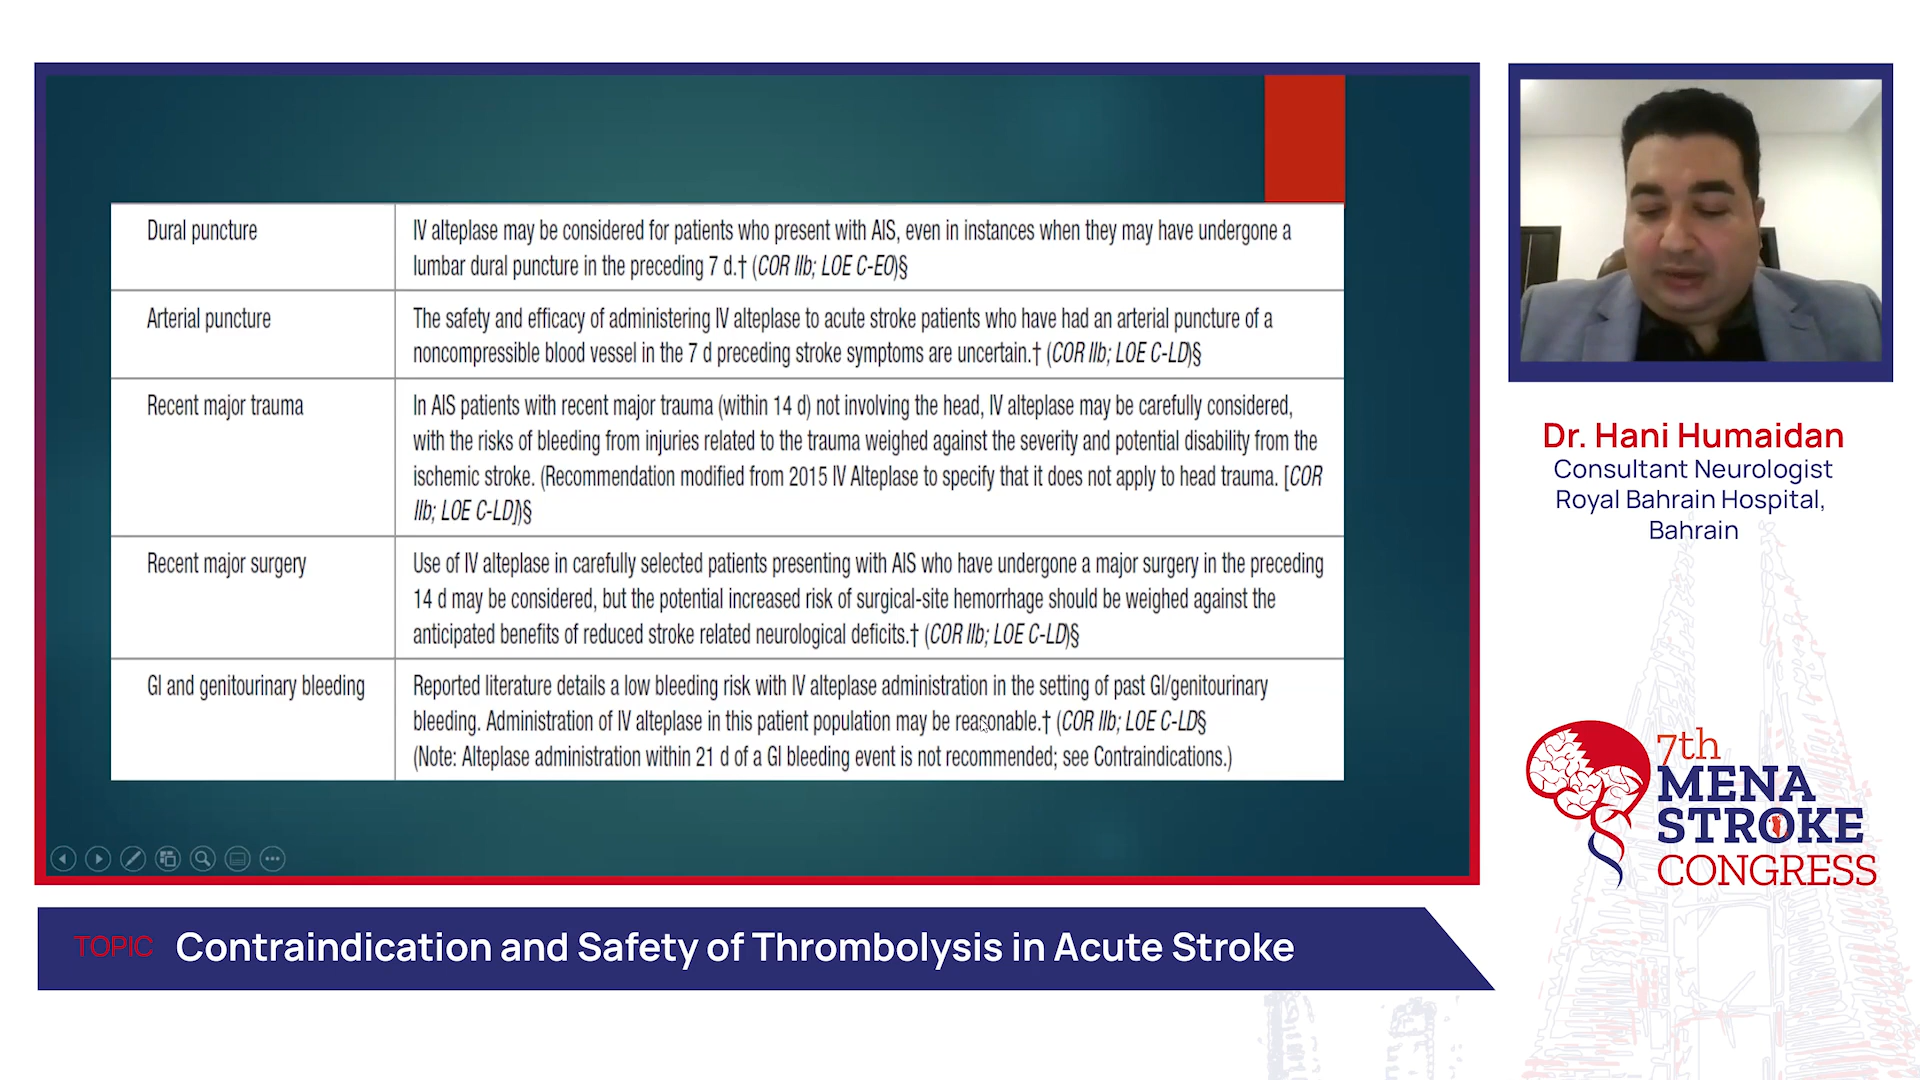 Dural puncture
IV alteplase may be considered for patients who present with AIS, even in instances when they may have undergone a
lumbar dural puncture in the preceding 7 d.† (COR IIb; LOE C-EO)§
Arterial puncture
The safety and efficacy of administering IV alteplase to acute stroke patients who have had an arterial puncture of a
noncompressible blood vessel in the 7 d preceding stroke symptoms are uncertain.† (COR IIb; LOE C-LD)§
Recent major trauma
In AIS patients with recent major trauma (within 14 d) not involving the head, IV alteplase may be carefully considered,
with the risks of bleeding from injuries related to the trauma weighed against the severity and potential disability from the
ischemic stroke. (Recommendation modified from 2015 IV Alteplase to specify that it does not apply to head trauma. [COR
IIb; LOE C-LD])§
Recent major surgery
Use of IV alteplase in carefully selected patients presenting with AIS who have undergone a major surgery in the preceding
14 d may be considered, but the potential increased risk of surgical-site hemorrhage should be weighed against the
anticipated benefits of reduced stroke related neurological deficits.† (COR IIb; LOE C-LD)§
GI and genitourinary bleeding
Reported literature details a low bleeding risk with IV alteplase administration in the setting of past GI/genitourinary
bleeding. Administration of IV alteplase in this patient population may be reasonable.† (COR IIb; LOE C-LD§
(Note: Alteplase administration within 21 d of a GI bleeding event is not recommended; see Contraindications.)
Dr. Hani Humaidan
Consultant Neurologist
Royal Bahrain Hospital,
Bahrain
7th
MENA
STROKE
CONGRESS
TOPIC Contraindication and Safety of Thrombolysis in Acute Stroke